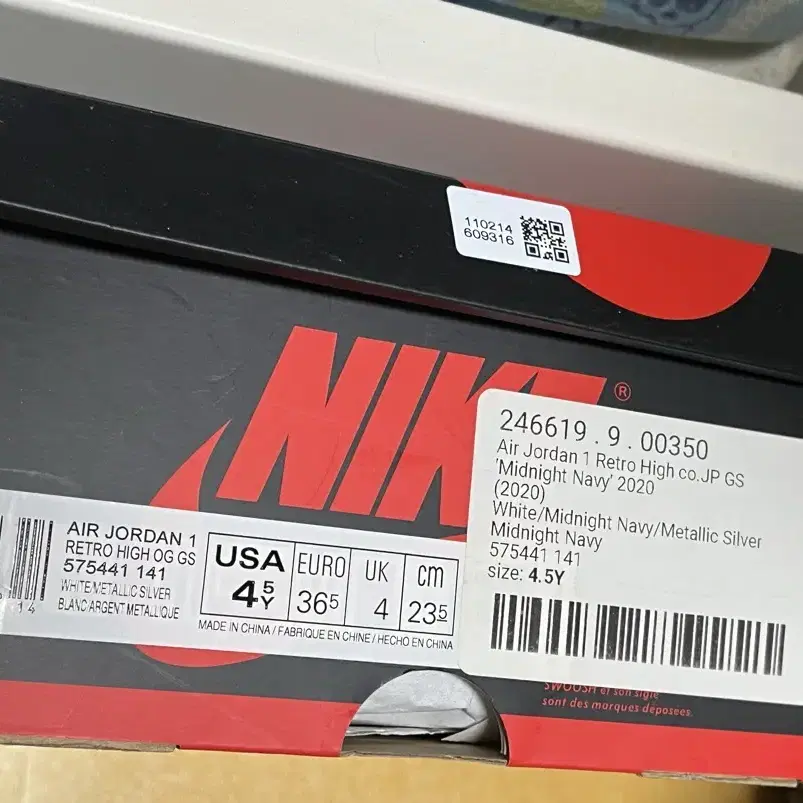 110214
609316
NIK
®
246619 . 9 . 00350
Air Jordan 1 Retro High co.JP GS
'Midnight Navy' 2020
(2020)
White/Midnight Navy/Metallic Silver
Midnight Navy
575441 141
size: 4.5Y
AIR JORDAN 1
RETRO HIGH OG GS
575441 141
WHITE/METALLIC SILVER
BLANC/ARGENT METALLIQUE
14
USA
4 5 Y
EURO
36 5
UK
4
cm
23 5
MADE IN CHINA / FABRIQUE EN CHINE / HECHO EN CHINA
SWOOSH et son sigle
sont des marques déposées.